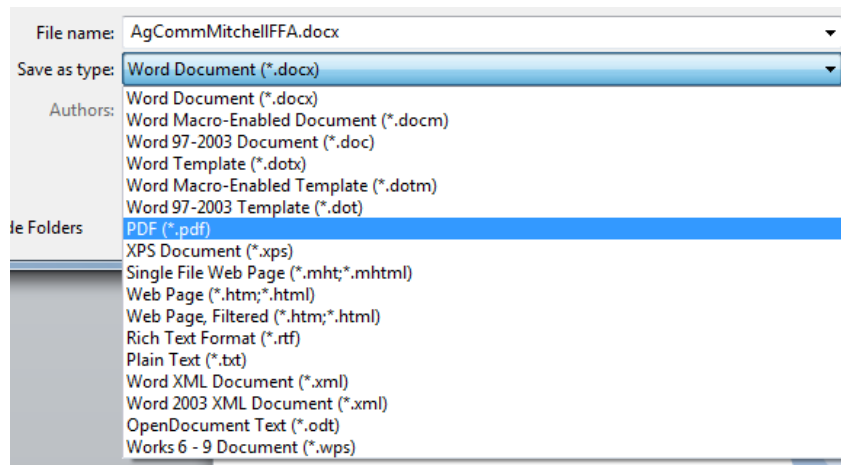 File name: AgCommMitchellFFA.docx
Save as type: Word Document (*.docx)
Authors:
Word Document (*.docx)
Word Macro-Enabled Document (*.docm)
Word 97-2003 Document (*.doc)
Word Template (*.dotx)
Word Macro-Enabled Template (*.dotm)
Word 97-2003 Template (*.dot)
de Folders
PDF (*.pdf)
XPS Document (*.xps)
Single File Web Page (*.mht;*.mhtml)
Web Page (*.htm;*.html)
Web Page, Filtered (*.htm;*.html)
Rich Text Format (*.rtf)
Plain Text (*.txt)
Word XML Document (*.xml)
Word 2003 XML Document (*.xml)
OpenDocument Text (*.odt)
Works 6 - 9 Document (*.wps)